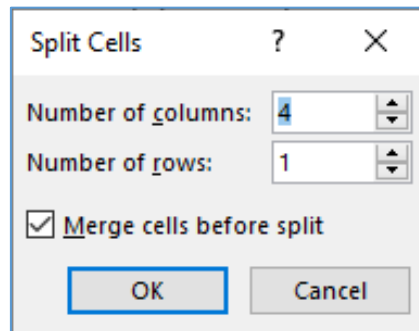 Split Cells ?
Number of columns: 4
Number of rows: 1
Merge cells before split
OK Cancel